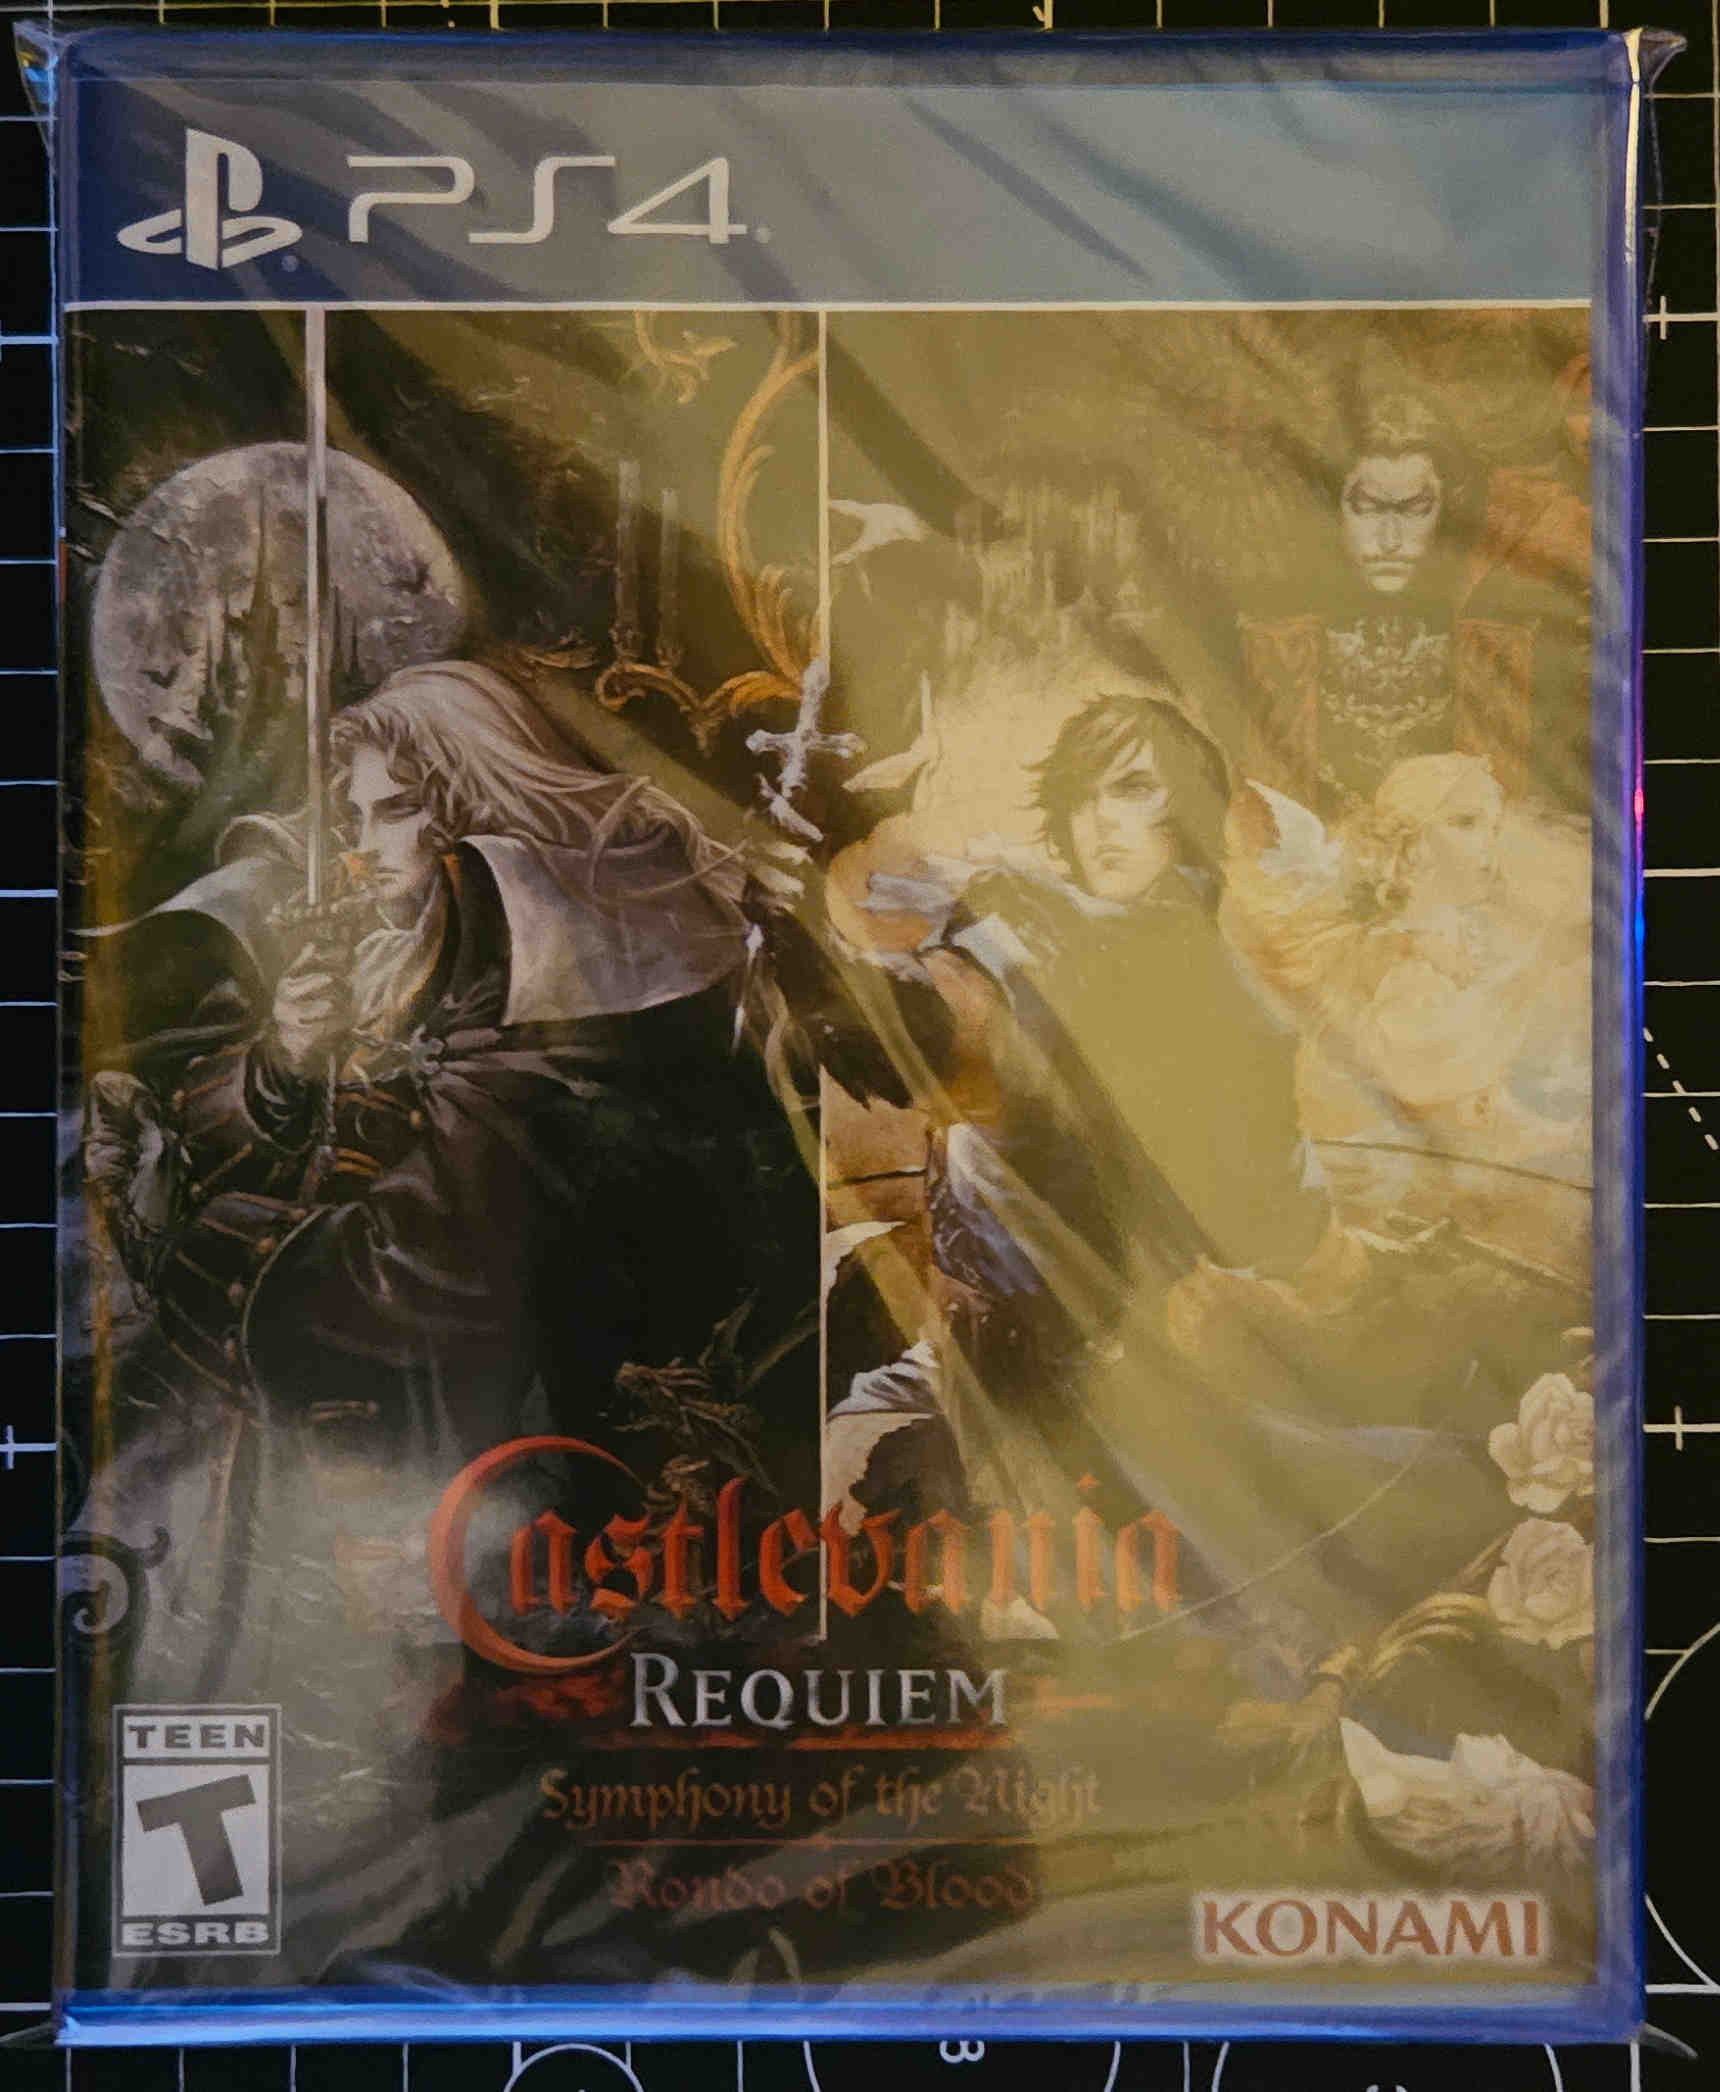 PS4
Castlevania
REQUIEM
Symphony of the Night
Rondo of Blood
TEEN
T
ESRB
KONAMI